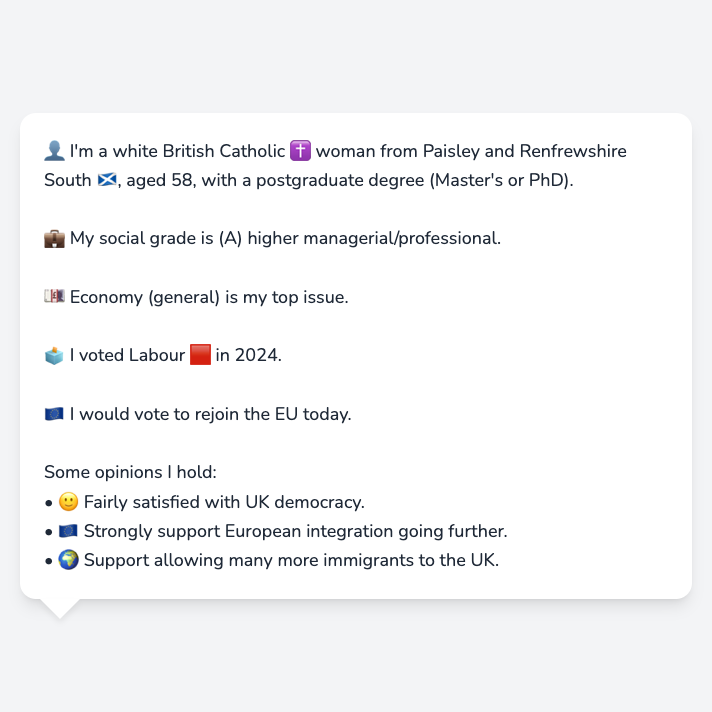 👤 I'm a white British Catholic ✝️ woman from Paisley and Renfrewshire
South 🏴󠁧󠁢󠁳󠁣󠁴󠁿, aged 58, with a postgraduate degree (Master's or PhD).
💼 My social grade is (A) higher managerial/professional.
💷 Economy (general) is my top issue.
🗳️ I voted Labour 🟥 in 2024.
🇪🇺 I would vote to rejoin the EU today.
Some opinions I hold:
• 🙂 Fairly satisfied with UK democracy.
• 🇪🇺 Strongly support European integration going further.
• 🌍 Support allowing many more immigrants to the UK.